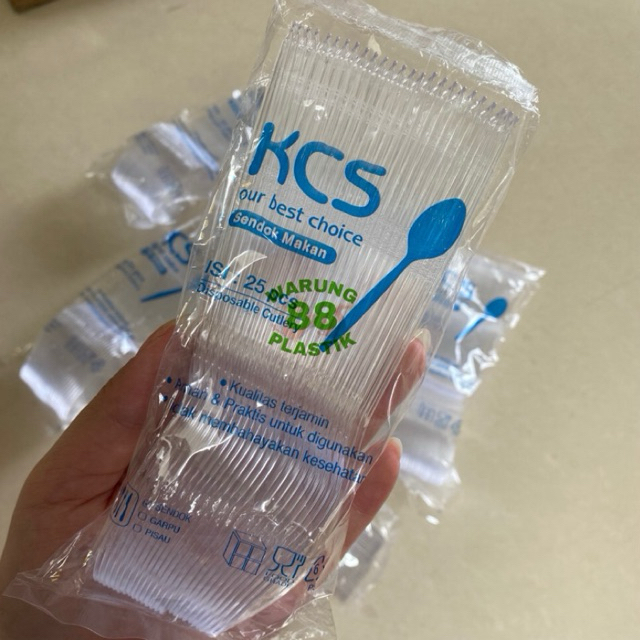 KCS
our best choice
Sendok Makan
ISI : 25 pcs
Disposable Cutlery
WARUNG
88
PLASTIK
• Kualitas terjamin
& Praktis untuk digunakan
membahayakan kesehatan
SENDOK
GARPU
PISAU